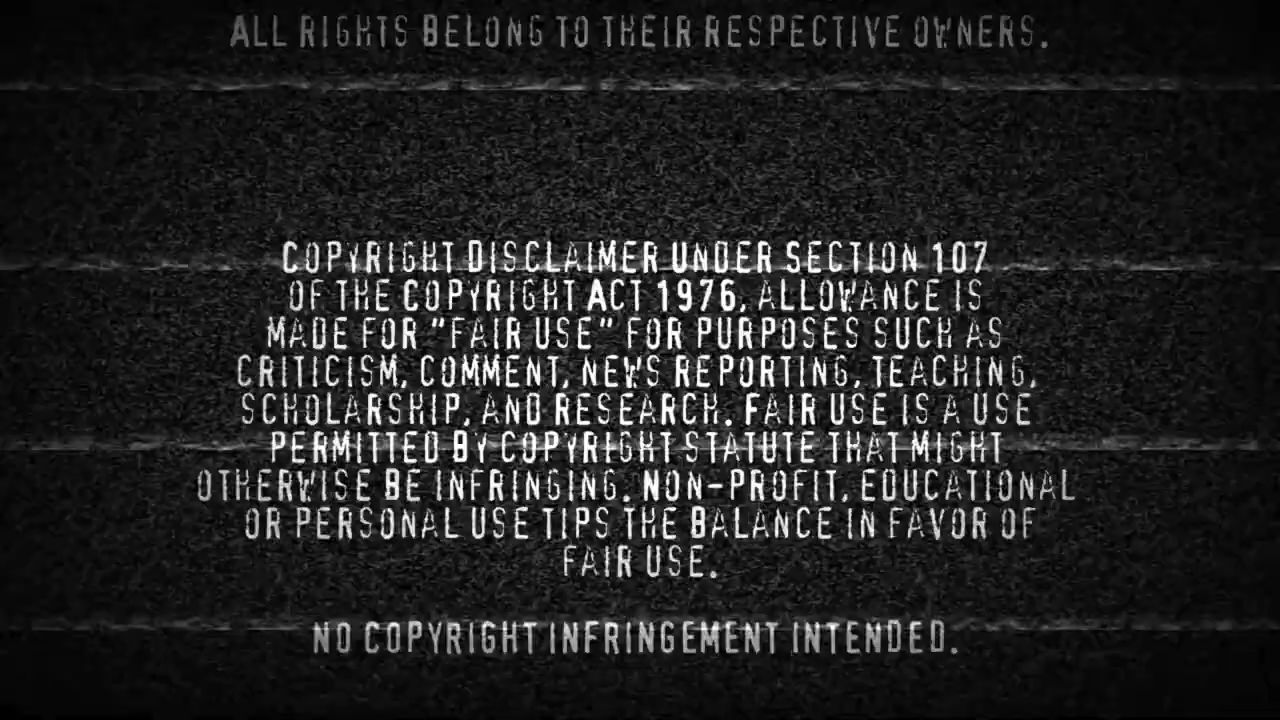 ALL RIGHTS BELONG TO THEIR RESPECTIVE OWNERS.
COPYRIGHT DISCLAIMER UNDER SECTION 107
OF THE COPYRIGHT ACT 1976, ALLOWANCE IS
MADE FOR "FAIR USE" FOR PURPOSES SUCH AS
CRITICISM, COMMENT, NEWS REPORTING, TEACHING,
SCHOLARSHIP, AND RESEARCH. FAIR USE IS A USE
PERMITTED BY COPYRIGHT STATUTE THAT MIGHT
OTHERWISE BE INFRINGING. NON-PROFIT, EDUCATIONAL
OR PERSONAL USE TIPS THE BALANCE IN FAVOR OF
FAIR USE.
NO COPYRIGHT INFRINGEMENT INTENDED.